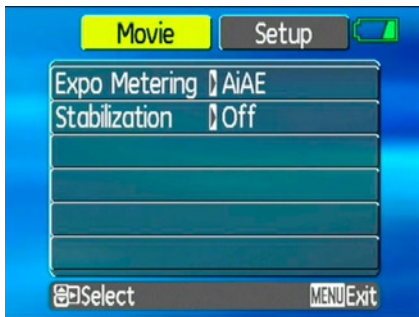 Movie Setup
Expo Metering AiAE
Stabilization Off
Select MENU Exit